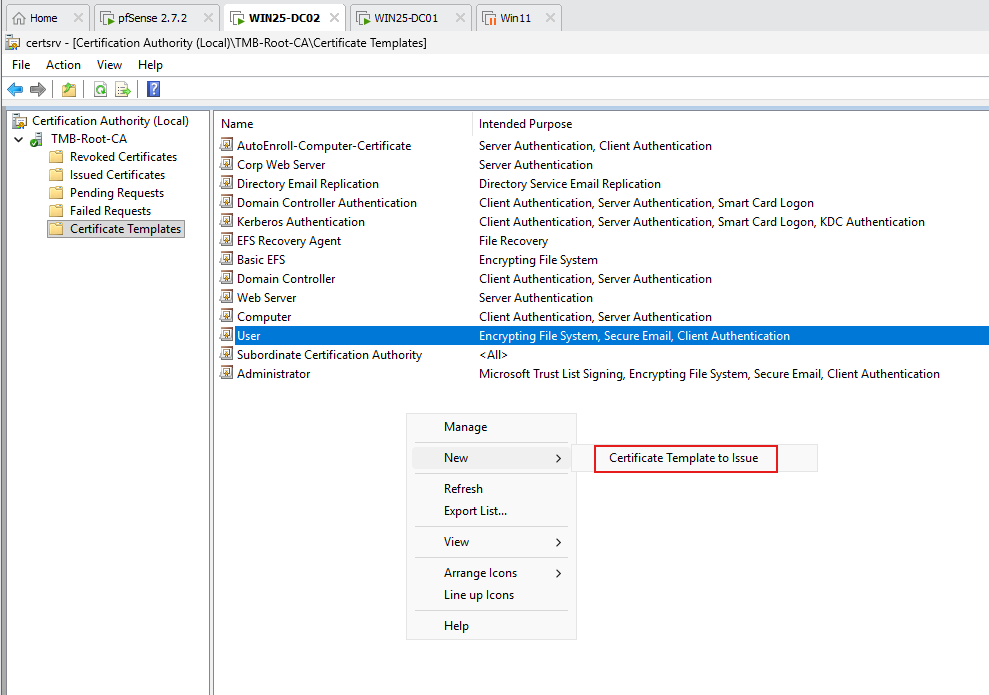 Home
pfSense 2.7.2
WIN25-DC02
WIN25-DC01
Win11
certsrv - [Certification Authority (Local)\TMB-Root-CA\Certificate Templates]
File Action View Help
Certification Authority (Local)
TMB-Root-CA
Revoked Certificates
Issued Certificates
Pending Requests
Failed Requests
Certificate Templates
Name Intended Purpose
AutoEnroll-Computer-Certificate Server Authentication, Client Authentication
Corp Web Server Server Authentication
Directory Email Replication Directory Service Email Replication
Domain Controller Authentication Client Authentication, Server Authentication, Smart Card Logon
Kerberos Authentication Client Authentication, Server Authentication, Smart Card Logon, KDC Authentication
EFS Recovery Agent File Recovery
Basic EFS Encrypting File System
Domain Controller Client Authentication, Server Authentication
Web Server Server Authentication
Computer Client Authentication, Server Authentication
User Encrypting File System, Secure Email, Client Authentication
Subordinate Certification Authority <All>
Administrator Microsoft Trust List Signing, Encrypting File System, Secure Email, Client Authentication
Manage
New
Certificate Template to Issue
Refresh
Export List...
View
Arrange Icons
Line up Icons
Help